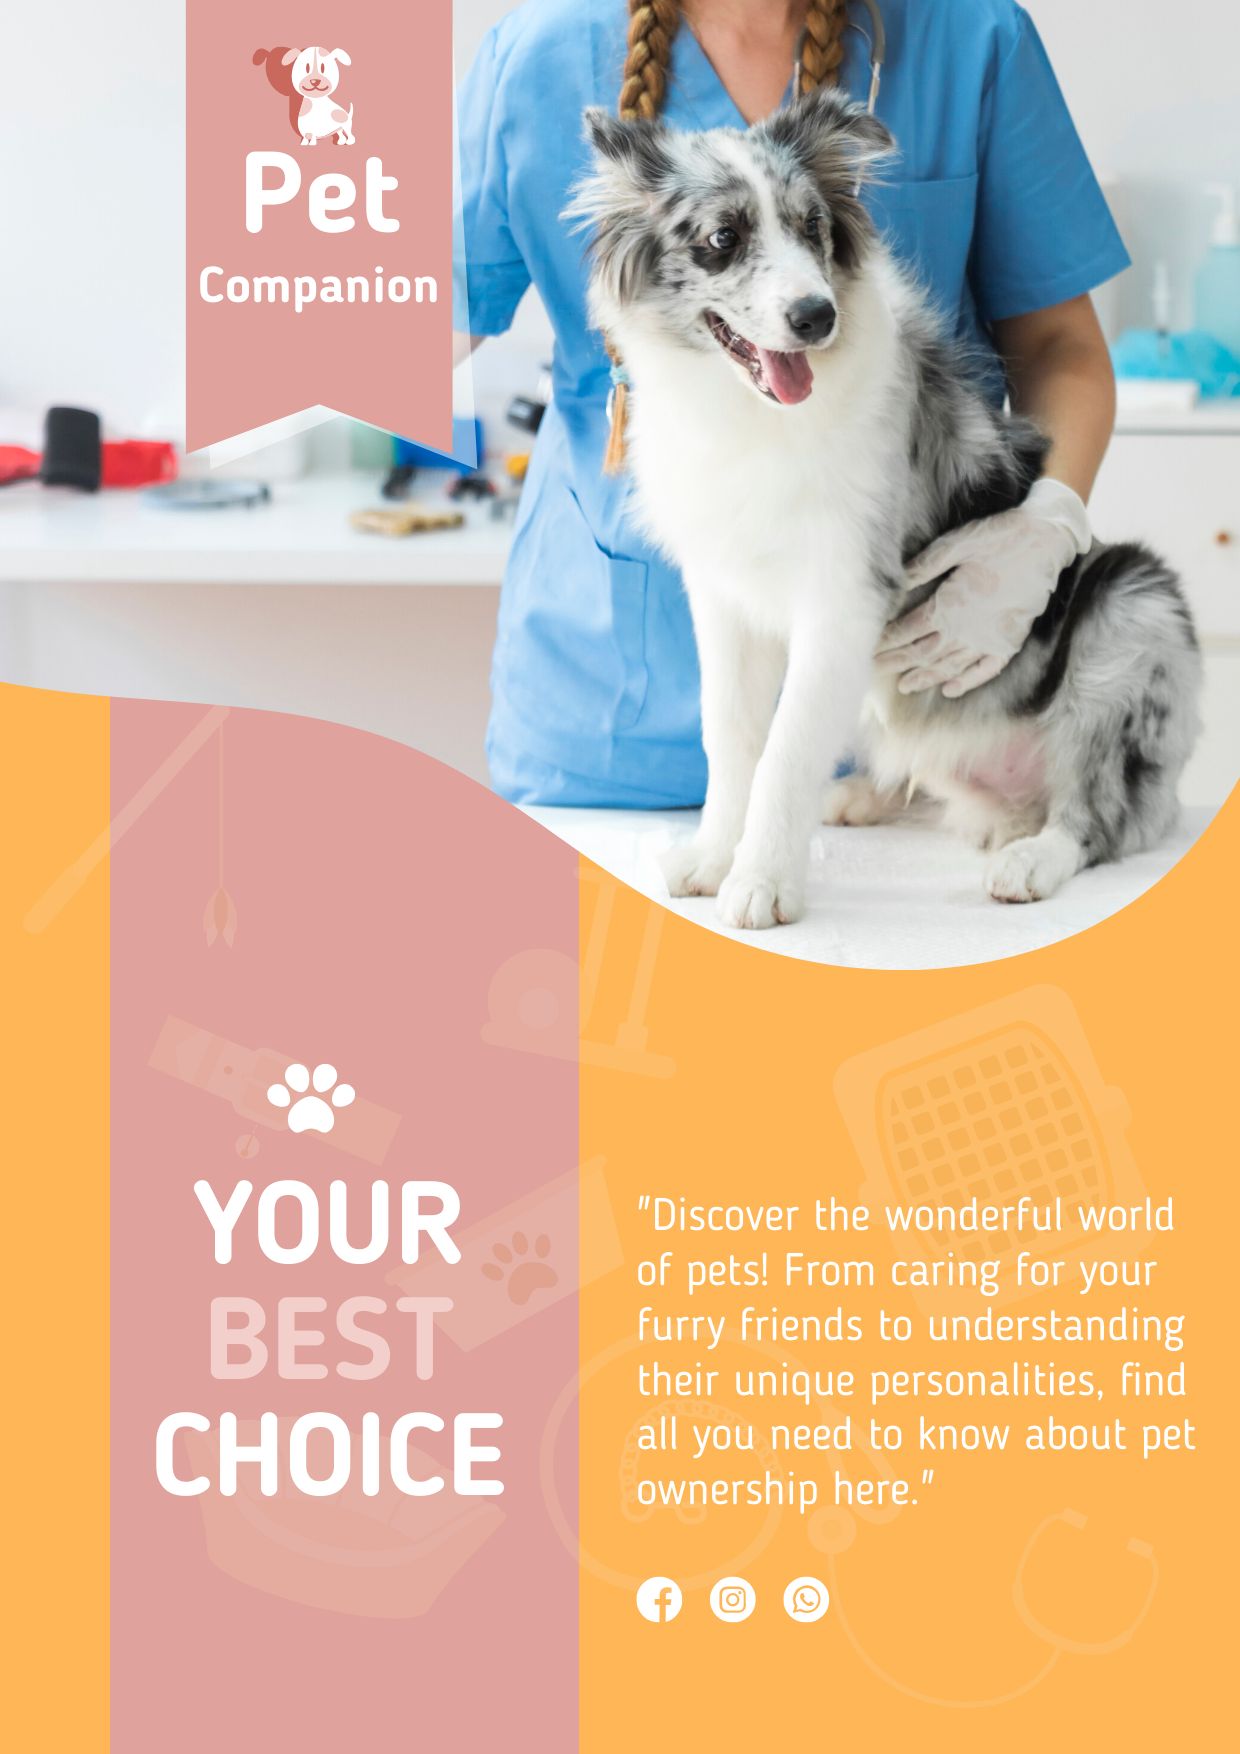 Pet
Companion
YOUR
BEST
CHOICE
"Discover the wonderful world
of pets! From caring for your
furry friends to understanding
their unique personalities, find
all you need to know about pet
ownership here."